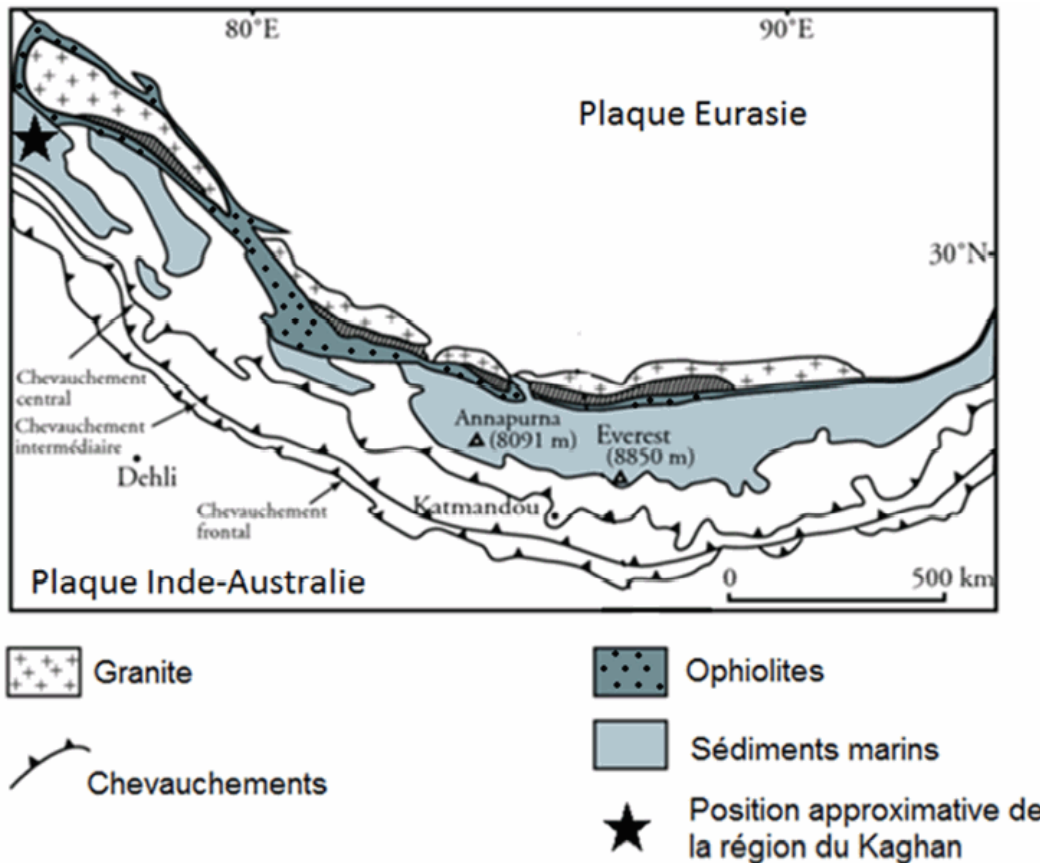 80°E
90°E
Plaque Eurasie
30°N
Chevauchement
central
Chevauchement
intermédiaire
Dehli
Annapurna
(8091 m)
Everest
(8850 m)
Katmandou
Chevauchement
frontal
Plaque Inde-Australie
0
500 km
Granite
Ophiolites
Chevauchements
Sédiments marins
Position approximative de
la région du Kaghan